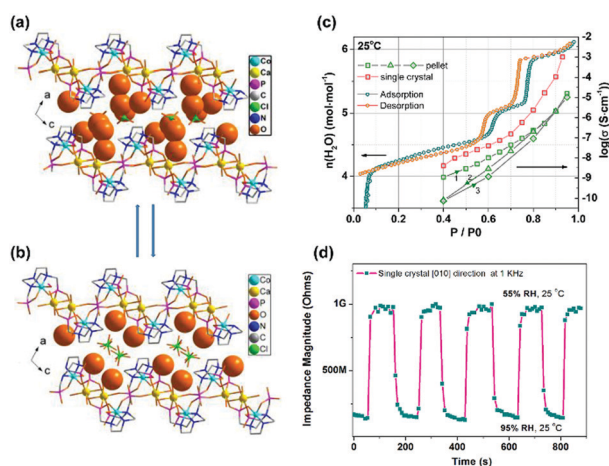 (a)
Co
Ca
P
Cl
N
O
a
c
(b)
Co
Ca
P
O
N
C
Cl
a
c
(c)
25°C
pellet
single crystal
Adsorption
Desorption
n(H2O) (mol·mol-1)
6
5
4
log(σ (S·cm-1))
-2
-3
-4
-5
-6
-7
-8
-9
-10
1
2
3
0.0 0.2 0.4 0.6 0.8 1.0
P / P0
(d)
Single crystal [010] direction at 1 KHz
55% RH, 25 °C
95% RH, 25 °C
Impedance Magnitude (Ohms)
1G
500M
0 200 400 600 800
Time (s)